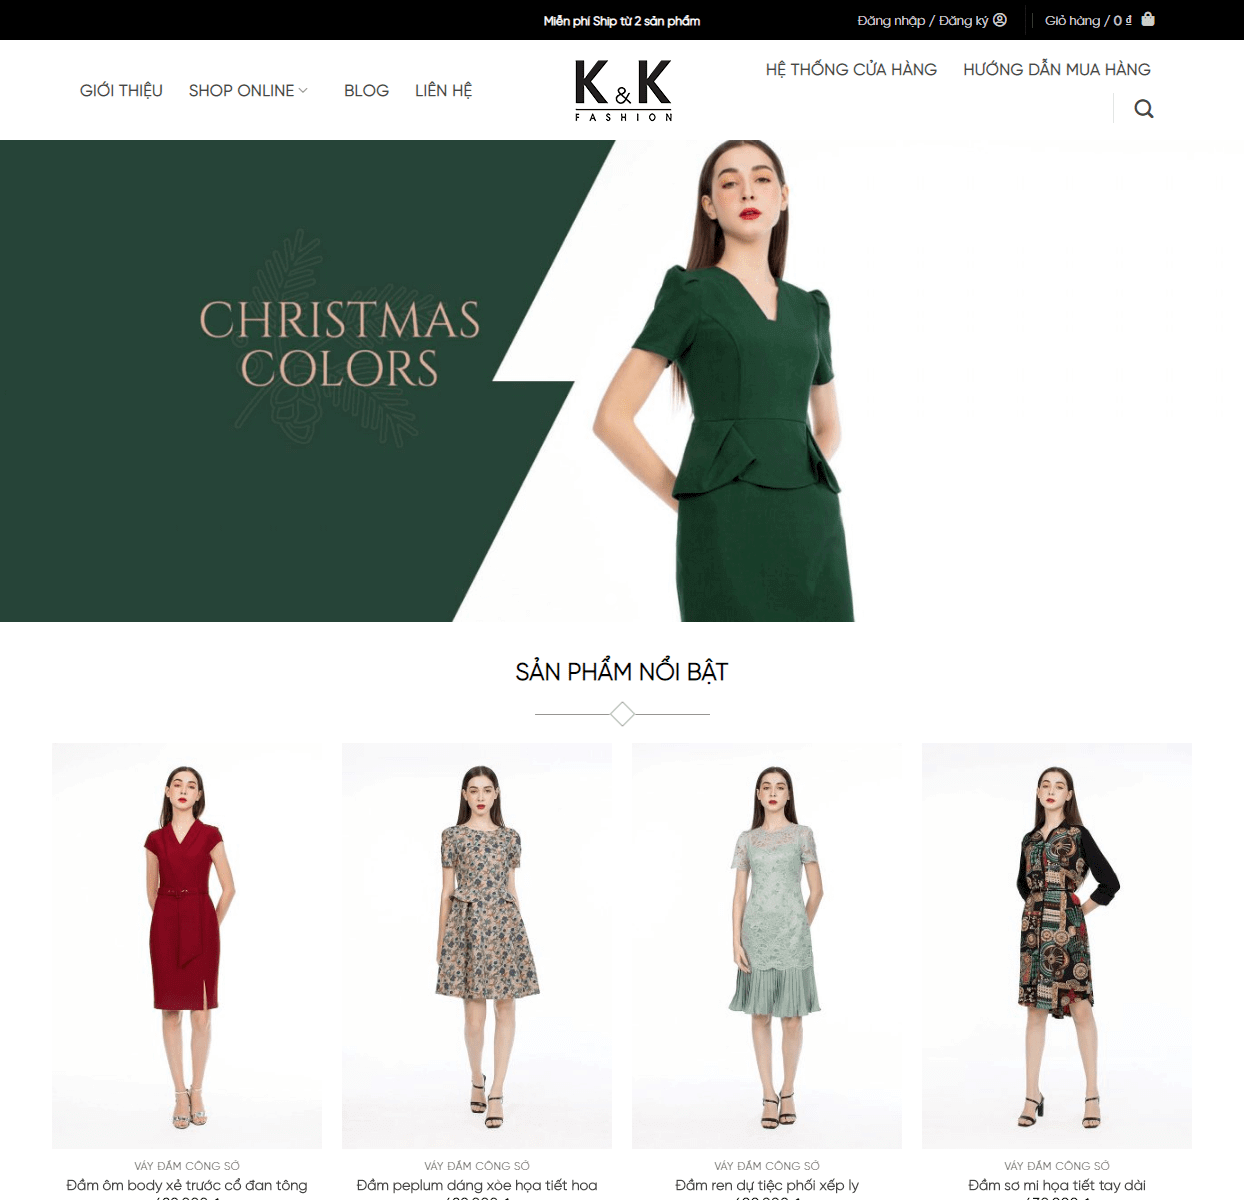 Miễn phí Ship từ 2 sản phẩm
Đăng nhập / Đăng ký
Giỏ hàng / 0 ₫
GIỚI THIỆU
SHOP ONLINE
BLOG
LIÊN HỆ
K & K
FASHION
HỆ THỐNG CỬA HÀNG
HƯỚNG DẪN MUA HÀNG
CHRISTMAS
COLORS
SẢN PHẨM NỔI BẬT
VÁY ĐẦM CÔNG SỞ
Đầm ôm body xẻ trước cổ đan tông
VÁY ĐẦM CÔNG SỞ
Đầm peplum dáng xòe họa tiết hoa
VÁY ĐẦM CÔNG SỞ
Đầm ren dự tiệc phối xếp ly
VÁY ĐẦM CÔNG SỞ
Đầm sơ mi họa tiết tay dài